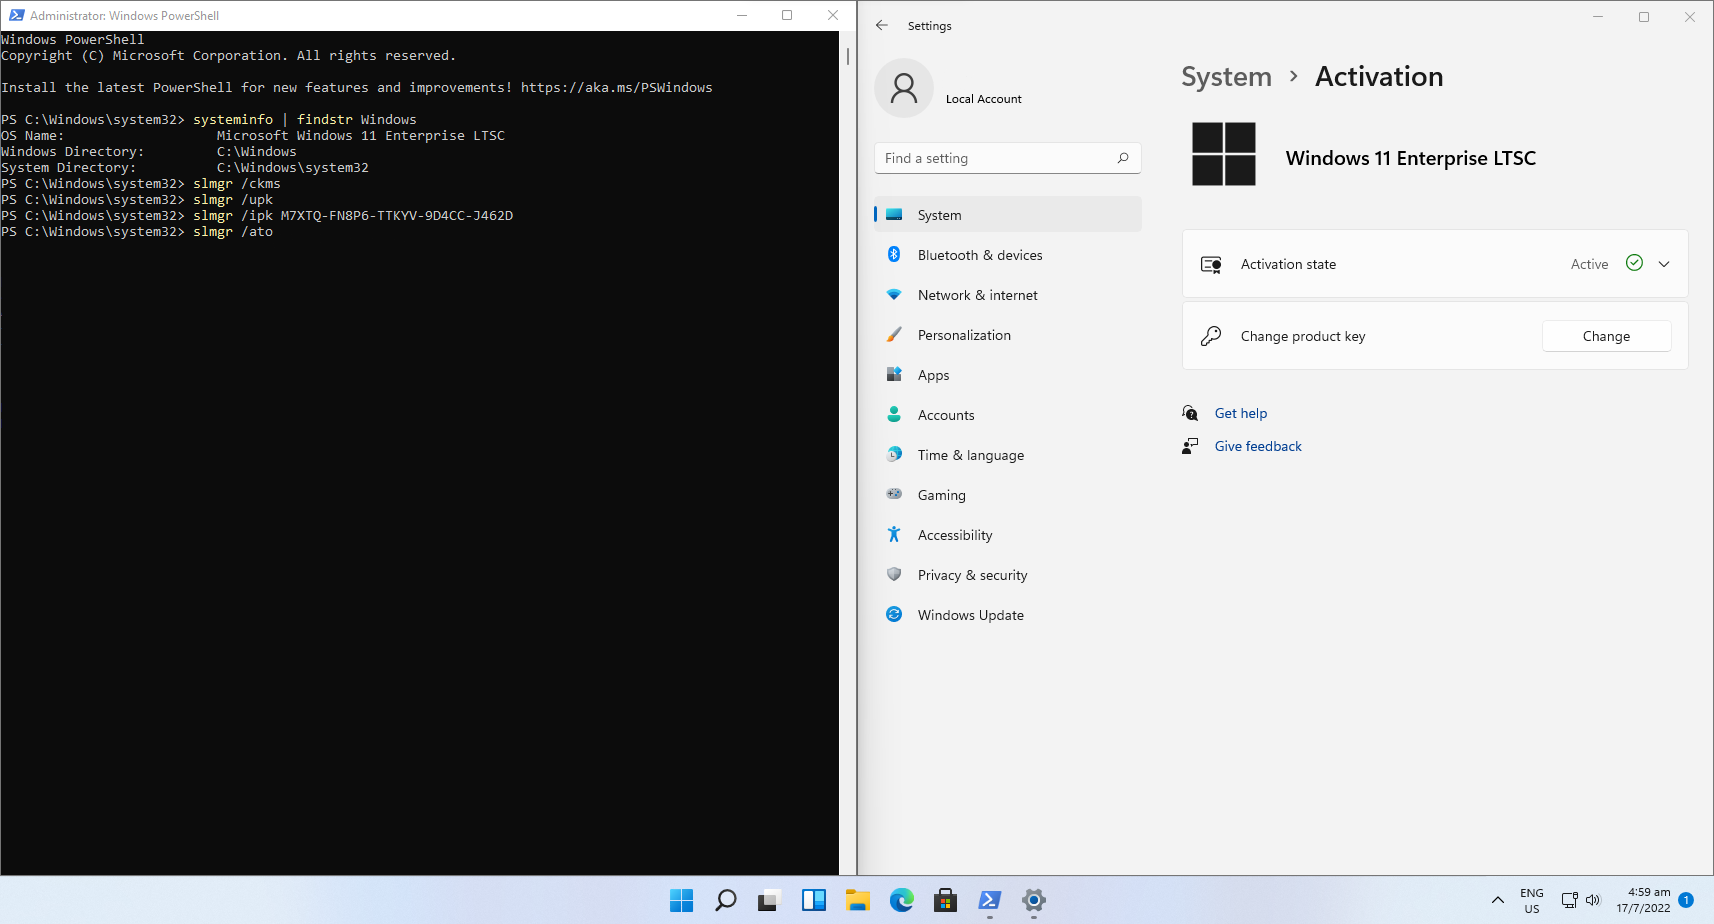 Administrator: Windows PowerShell
Windows PowerShell
Copyright (C) Microsoft Corporation. All rights reserved.
Install the latest PowerShell for new features and improvements! https://aka.ms/PSWindows
PS C:\Windows\system32> systeminfo | findstr Windows
OS Name: Microsoft Windows 11 Enterprise LTSC
Windows Directory: C:\Windows
System Directory: C:\Windows\system32
PS C:\Windows\system32> slmgr /ckms
PS C:\Windows\system32> slmgr /upk
PS C:\Windows\system32> slmgr /ipk M7XTQ-FN8P6-TTKYV-9D4CC-J462D
PS C:\Windows\system32> slmgr /ato
Settings
Local Account
Find a setting
System
Bluetooth & devices
Network & internet
Personalization
Apps
Accounts
Time & language
Gaming
Accessibility
Privacy & security
Windows Update
System > Activation
Windows 11 Enterprise LTSC
Activation state Active
Change product key Change
Get help
Give feedback
ENG
US
4:59 am
17/7/2022
1